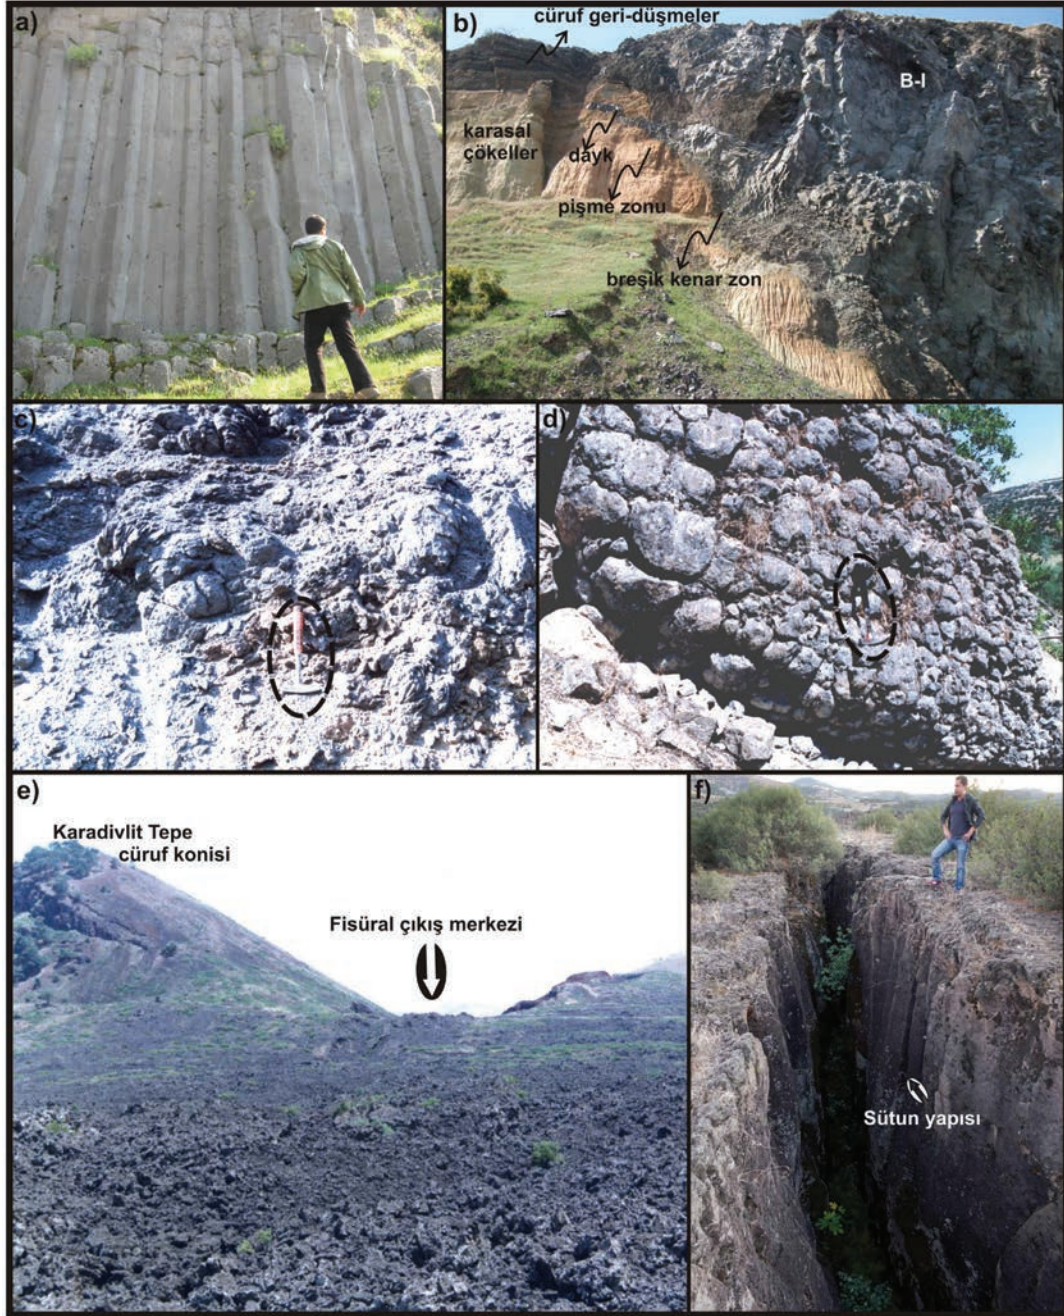 a)
b)
cüruf geri-düşmeler
B-I
karasal
çökeller
dayk
pişme zonu
breşik kenar zon
c)
d)
e)
Karadivlit Tepe
cüruf konisi
Fisüral çıkış merkezi
f)
Sütun yapısı